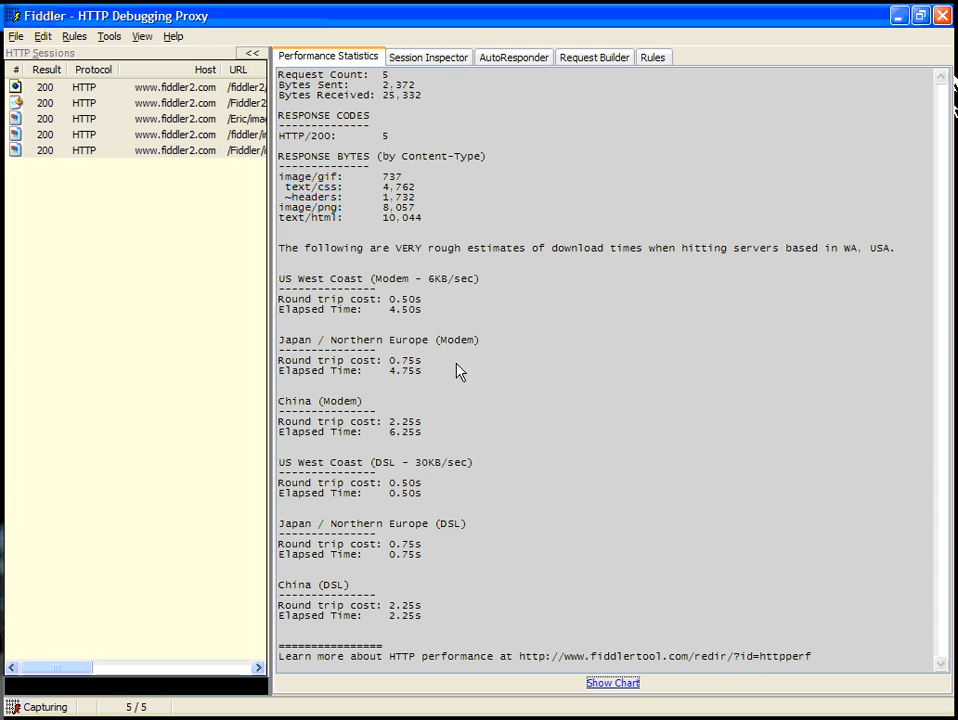 Fiddler - HTTP Debugging Proxy
File Edit Rules Tools View Help
HTTP Sessions <<
# Result Protocol Host URL
200 HTTP www.fiddler2.com /fiddler2/
200 HTTP www.fiddler2.com /Fiddler2
200 HTTP www.fiddler2.com /Eric/ima
200 HTTP www.fiddler2.com /fiddler/in
200 HTTP www.fiddler2.com /Fiddler/i
Performance Statistics Session Inspector AutoResponder Request Builder Rules
Request Count: 5
Bytes Sent: 2,372
Bytes Received: 25,332
RESPONSE CODES
--------------
HTTP/200: 5
RESPONSE BYTES (by Content-Type)
--------------
image/gif: 737
text/css: 4,762
~headers: 1,732
image/png: 8,057
text/html: 10,044
The following are VERY rough estimates of download times when hitting servers based in WA, USA.
US West Coast (Modem - 6KB/sec)
---------------
Round trip cost: 0.50s
Elapsed Time: 4.50s
Japan / Northern Europe (Modem)
---------------
Round trip cost: 0.75s
Elapsed Time: 4.75s
China (Modem)
---------------
Round trip cost: 2.25s
Elapsed Time: 6.25s
US West Coast (DSL - 30KB/sec)
---------------
Round trip cost: 0.50s
Elapsed Time: 0.50s
Japan / Northern Europe (DSL)
---------------
Round trip cost: 0.75s
Elapsed Time: 0.75s
China (DSL)
---------------
Round trip cost: 2.25s
Elapsed Time: 2.25s
================
Learn more about HTTP performance at http://www.fiddlertool.com/redir/?id=httpperf
Show Chart
Capturing 5 / 5